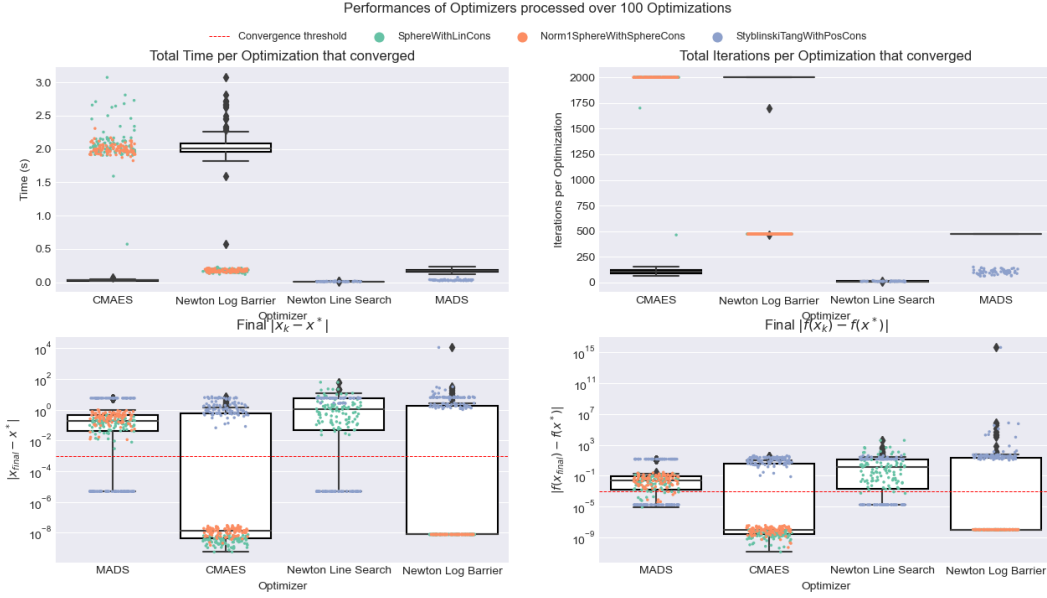 Performances of Optimizers processed over 100 Optimizations
Convergence threshold SphereWithLinCons Norm1SphereWithSphereCons StyblinskiTangWithPosCons
Total Time per Optimization that converged
Time (s)
3.0
2.5
2.0
1.5
1.0
0.5
0.0
CMAES Newton Log Barrier Newton Line Search MADS
Optimizer
Total Iterations per Optimization that converged
Iterations per Optimization
2000
1750
1500
1250
1000
750
500
250
0
CMAES Newton Log Barrier Newton Line Search MADS
Optimizer
Final |x_k − x^*|
|x_{final} − x^*|
10^4
10^2
10^0
10^−2
10^−4
10^−6
10^−8
MADS CMAES Newton Line Search Newton Log Barrier
Optimizer
Final |f(x_k) − f(x^*)|
|f(x_{final}) − f(x^*)|
10^15
10^11
10^7
10^3
10^−1
10^−5
10^−9
MADS CMAES Newton Line Search Newton Log Barrier
Optimizer